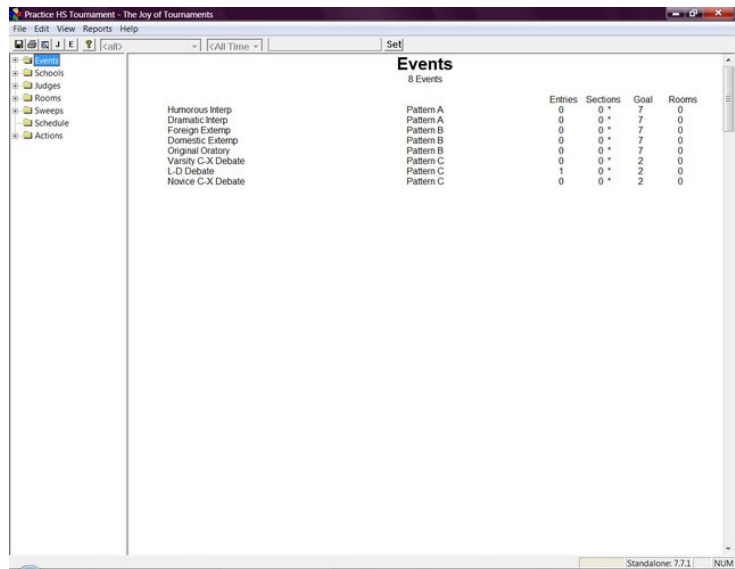 Practice HS Tournament - The Joy of Tournaments
File Edit View Reports Help
J E ? <all> <All Time Set
Events
Schools
Judges
Rooms
Sweeps
Schedule
Actions
Events
8 Events
Entries Sections Goal Rooms
Humorous Interp Pattern A 0 0 * 7 0
Dramatic Interp Pattern A 0 0 * 7 0
Foreign Extemp Pattern B 0 0 * 7 0
Domestic Extemp Pattern B 0 0 * 7 0
Original Oratory Pattern B 0 0 * 7 0
Varsity C-X Debate Pattern C 0 0 * 2 0
L-D Debate Pattern C 1 0 * 2 0
Novice C-X Debate Pattern C 0 0 * 2 0
Standalone: 7.7.1 NUM